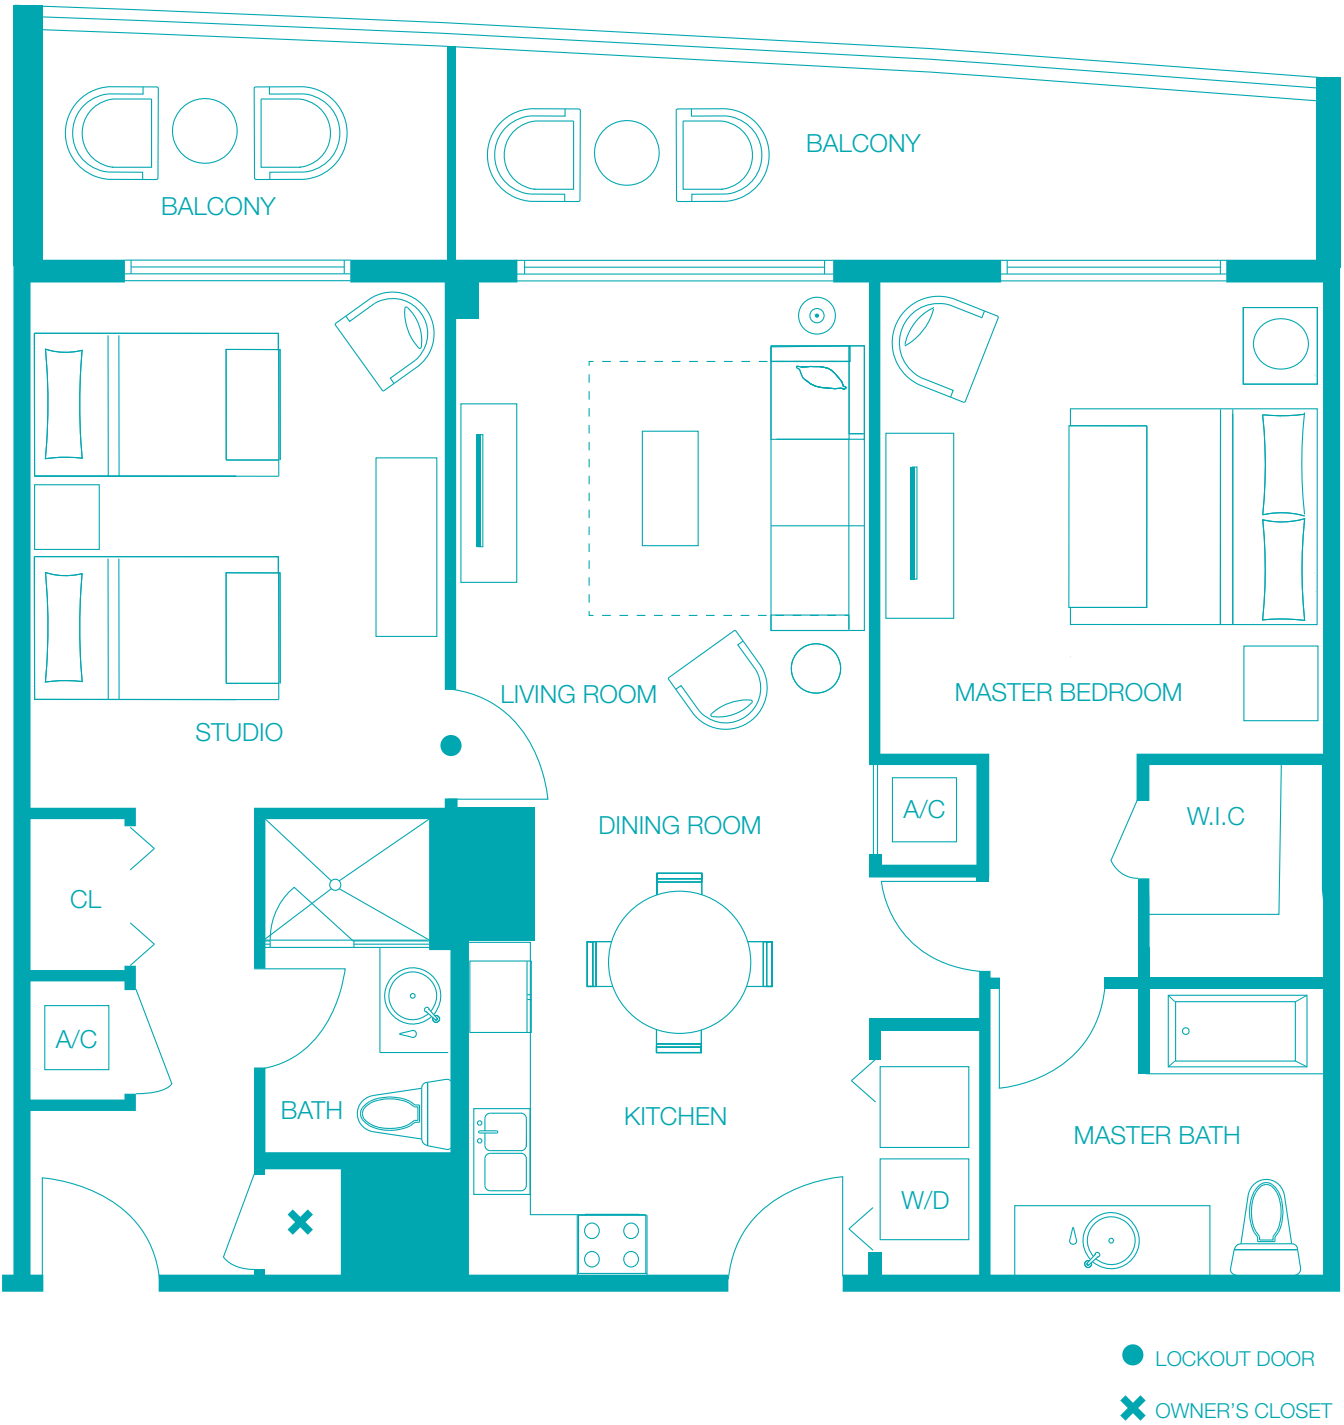 BALCONY
BALCONY
LIVING ROOM
MASTER BEDROOM
STUDIO
A/C
W.I.C
DINING ROOM
CL
A/C
BATH
KITCHEN
MASTER BATH
W/D
LOCKOUT DOOR
OWNER'S CLOSET